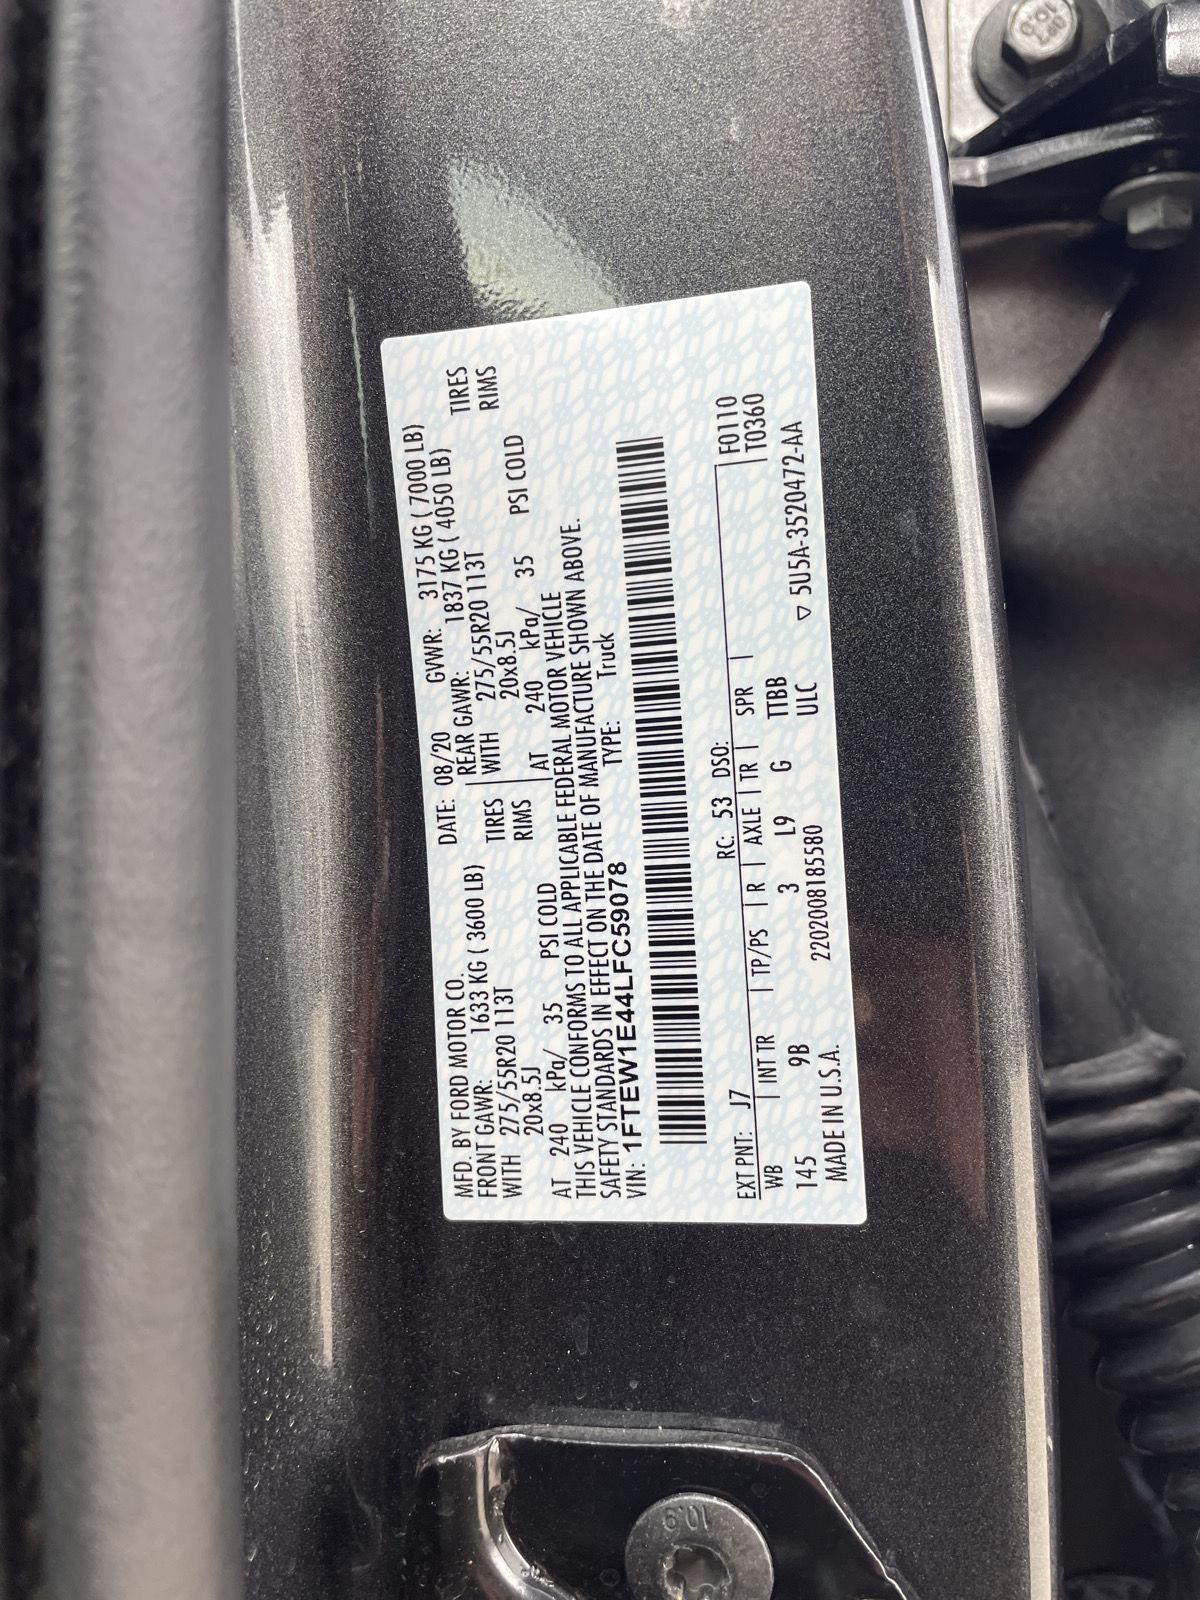 MFD. BY FORD MOTOR CO. DATE: 08/20 GVWR: 3175 KG ( 7000 LB)
FRONT GAWR: 1633 KG ( 3600 LB) REAR GAWR: 1837 KG ( 4050 LB)
WITH 275/55R20 113T TIRES WITH 275/55R20 113T TIRES
20x8.5J RIMS 20x8.5J RIMS
AT 240 kPa/ 35 PSI COLD AT 240 kPa/ 35 PSI COLD
THIS VEHICLE CONFORMS TO ALL APPLICABLE FEDERAL MOTOR VEHICLE
SAFETY STANDARDS IN EFFECT ON THE DATE OF MANUFACTURE SHOWN ABOVE.
VIN: 1FTEW1E44LFC59078 TYPE: Truck
EXT PNT: J7 RC: 53 DSO: F0110
WB INT TR TP/PS R AXLE TR SPR T0360
145 9B 3 L9 G TTBB
MADE IN U.S.A. 2202008185580 ULC ▽ 5U5A-3520472-AA
10.9